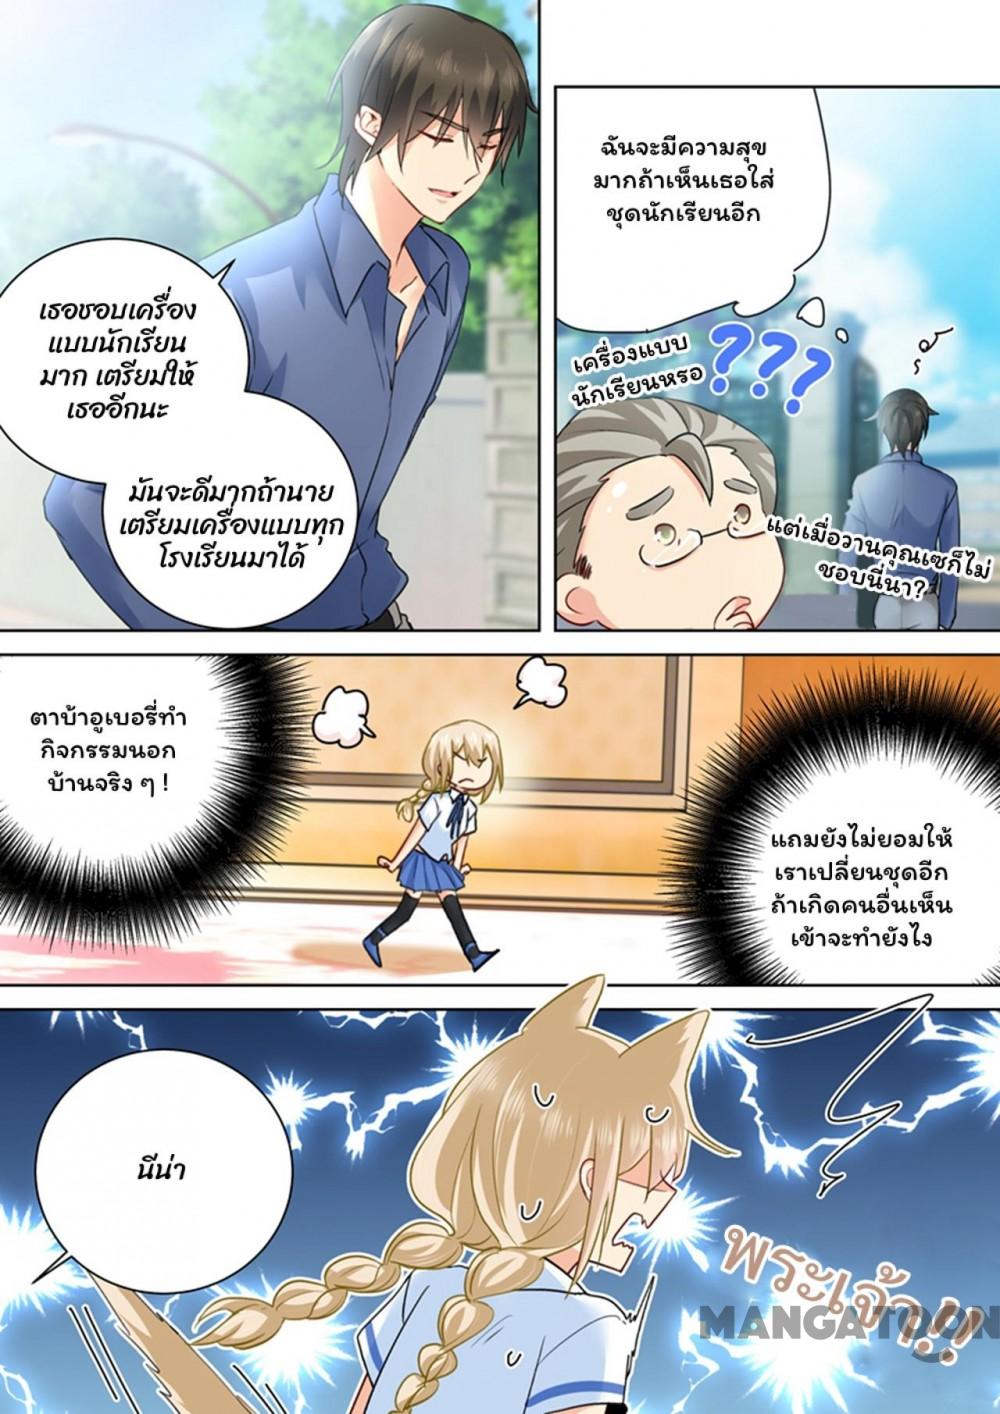 เธอชอบเครื่อง
แบบนักเรียน
มาก เตรียมให้
เธออีกนะ
มันจะดีมากถ้านาย
เตรียมเครื่องแบบทุก
โรงเรียนมาได้
ฉันจะมีความสุข
มากถ้าเห็นเธอใส่
ชุดนักเรียนอีก
เครื่องแบบ
นักเรียนหรอ
???
แต่เมื่อวานคุณเซก็ไม่
ชอบนี่นา?
ตาบ้าอูเบอรี่ทำ
กิจกรรมนอก
บ้านจริง ๆ !
แถมยังไม่ยอมให้
เราเปลี่ยนชุดอีก
ถ้าเกิดคนอื่นเห็น
เข้าจะทำยังไง
นีน่า
พระเจ้า!!
MANGATOON